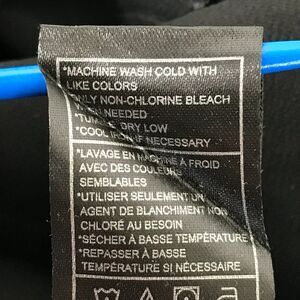 *MACHINE WASH COLD WITH
LIKE COLORS
ONLY NON-CHLORINE BLEACH
WHEN NEEDED
*TUMBLE DRY LOW
*COOL IRON IF NECESSARY
*LAVAGE EN MACHINE À FROID
AVEC DES COULEURS
SEMBLABLES
*UTILISER SEULEMENT UN
AGENT DE BLANCHIMENT NON
CHLORÉ AU BESOIN
*SÉCHER À BASSE TEMPÉRATURE
*REPASSER À BASSE
TEMPÉRATURE SI NÉCESSAIRE